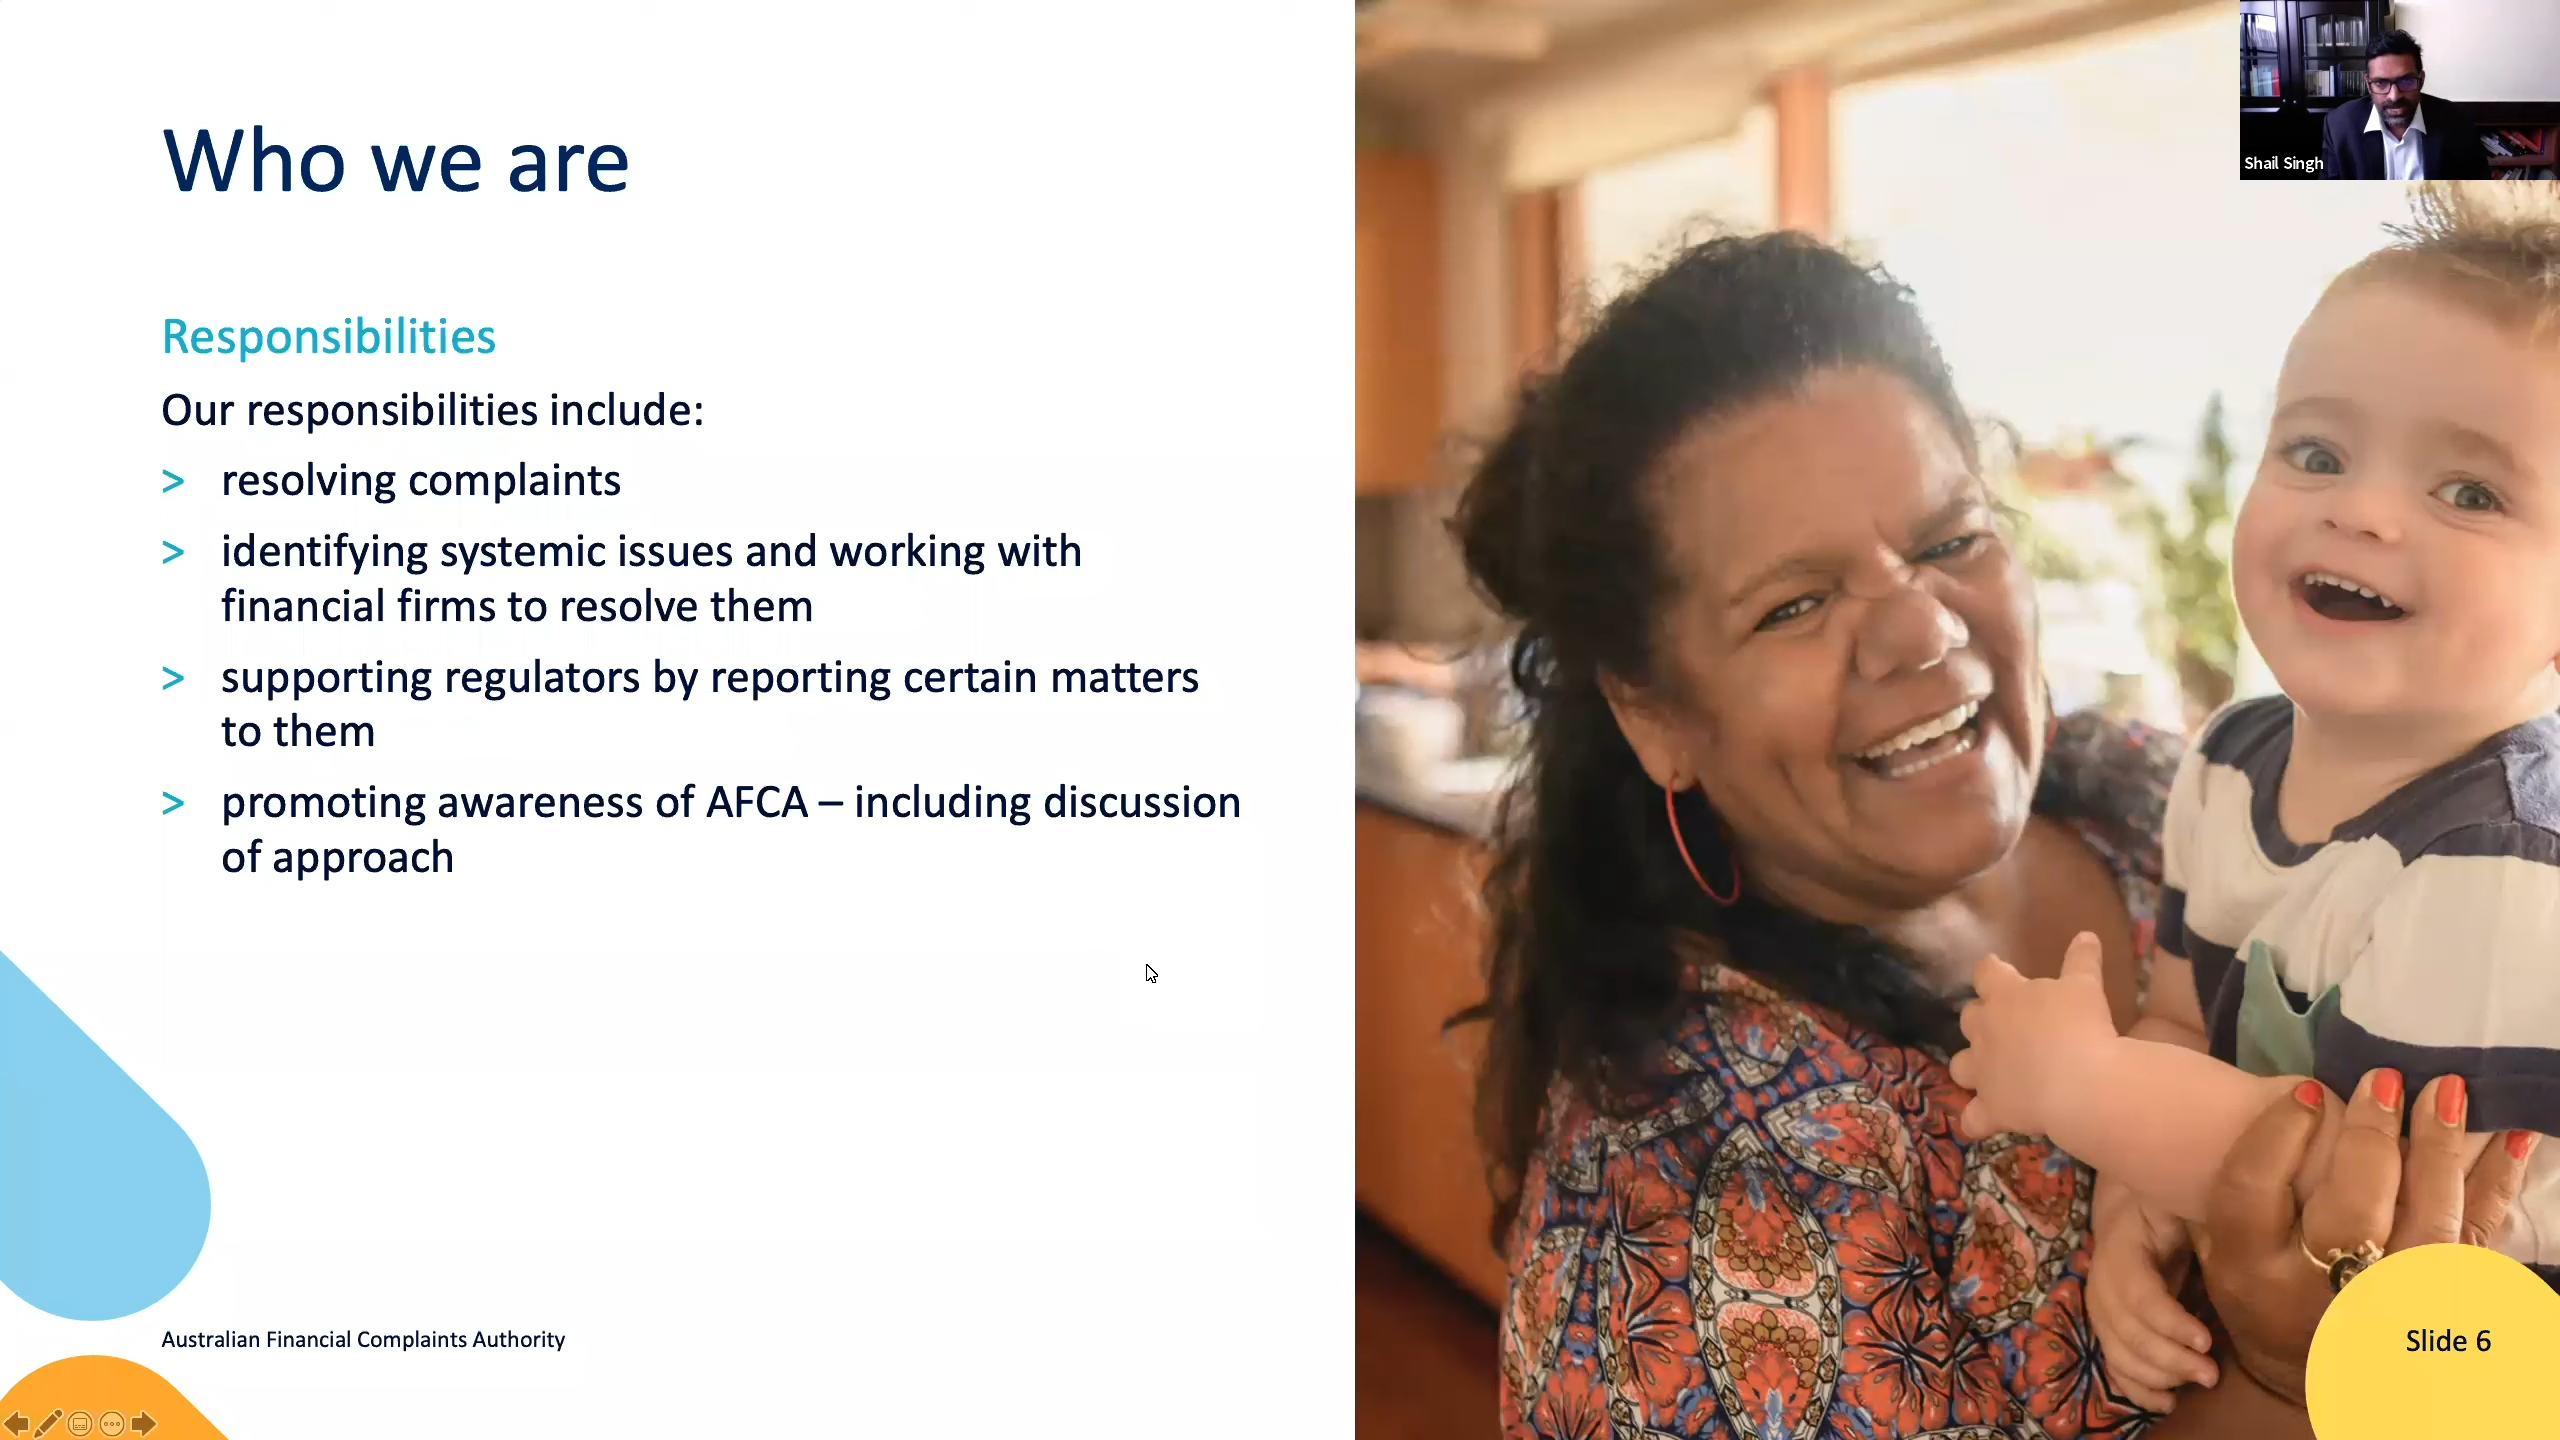 Who we are
Shail Singh
Responsibilities
Our responsibilities include:
> resolving complaints
> identifying systemic issues and working with
financial firms to resolve them
> supporting regulators by reporting certain matters
to them
> promoting awareness of AFCA – including discussion
of approach
Australian Financial Complaints Authority
Slide 6